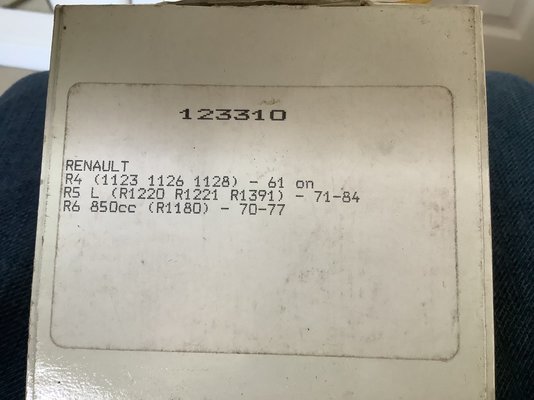 123310
RENAULT
R4 (1123 1126 1128) - 61 on
R5 L (R1220 R1221 R1391) - 71-84
R6 850cc (R1180) - 70-77